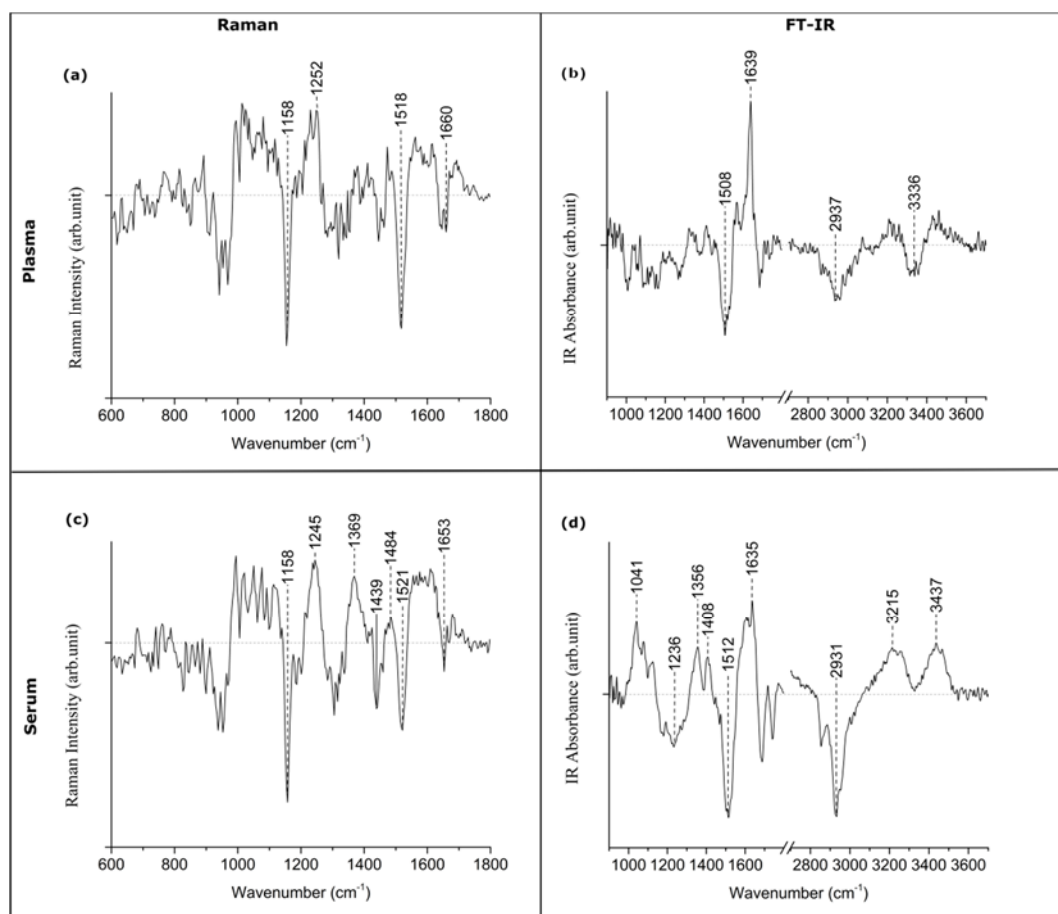 Raman
FT-IR
Plasma
Serum
(a)
1158
1252
1518
1660
Raman Intensity (arb.unit)
600 800 1000 1200 1400 1600 1800
Wavenumber (cm⁻¹)
(b)
1508
1639
2937
3336
IR Absorbance (arb.unit)
1000 1200 1400 1600 2800 3000 3200 3400 3600
Wavenumber (cm⁻¹)
(c)
1158
1245
1369
1439
1484
1521
1653
Raman Intensity (arb.unit)
600 800 1000 1200 1400 1600 1800
Wavenumber (cm⁻¹)
(d)
1041
1236
1356
1408
1512
1635
2931
3215
3437
IR Absorbance (arb.unit)
1000 1200 1400 1600 2800 3000 3200 3400 3600
Wavenumber (cm⁻¹)